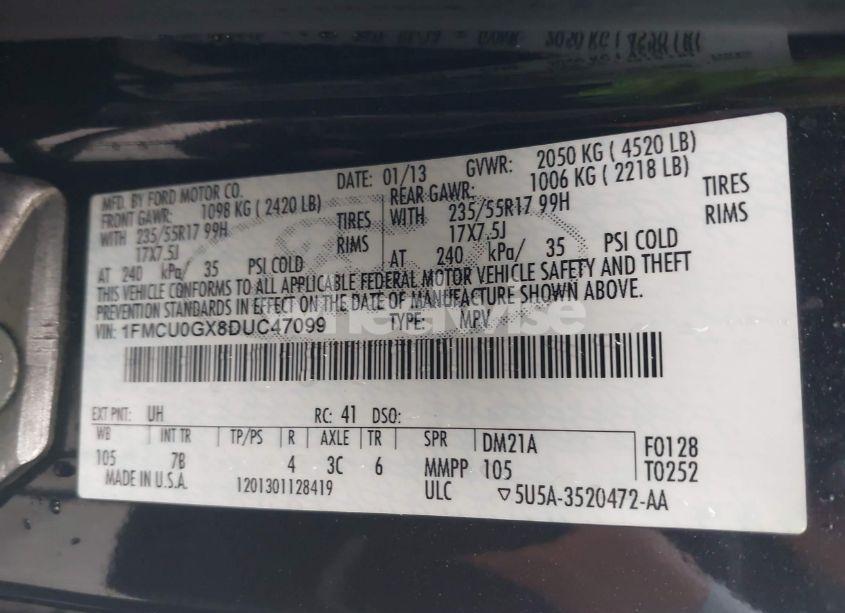 MFD. BY FORD MOTOR CO. DATE: 01/13 GVWR: 2050 KG ( 4520 LB)
FRONT GAWR: 1098 KG ( 2420 LB) REAR GAWR: 1006 KG ( 2218 LB)
WITH 235/55R17 99H TIRES WITH 235/55R17 99H TIRES
17X7.5J RIMS 17X7.5J RIMS
AT 240 kPa/ 35 PSI COLD AT 240 kPa/ 35 PSI COLD
THIS VEHICLE CONFORMS TO ALL APPLICABLE FEDERAL MOTOR VEHICLE SAFETY AND THEFT
PREVENTION STANDARDS IN EFFECT ON THE DATE OF MANUFACTURE SHOWN ABOVE.
VIN: 1FMCU0GX8DUC47099 TYPE: MPV
EXT PNT: UH RC: 41 DSO:
WB INT TR TP/PS R AXLE TR SPR DM21A F0128
105 7B 4 3C 6 MMPP 105 T0252
MADE IN U.S.A. 1201301128419 ULC ▽5U5A-3520472-AA